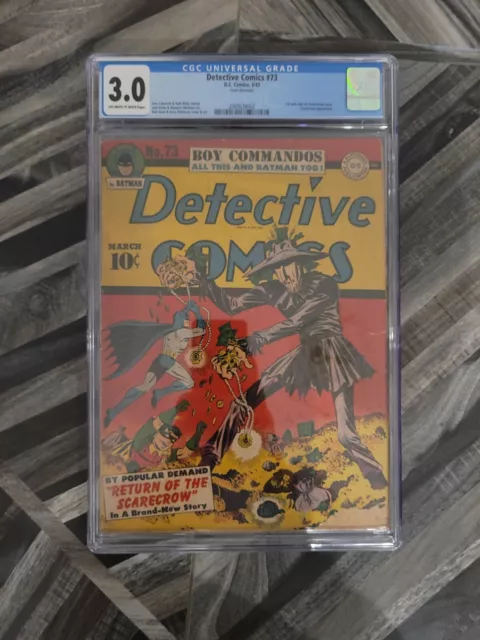 CGC UNIVERSAL GRADE
3.0
Detective Comics #73
D.C. Comics, 3/43
No. 73
BOY COMMANDOS
ALL THIS AND BATMAN TOO!
BATMAN
Detective
COMICS
MARCH
10¢
BY POPULAR DEMAND
"RETURN OF THE
SCARECROW"
In A Brand-New Story